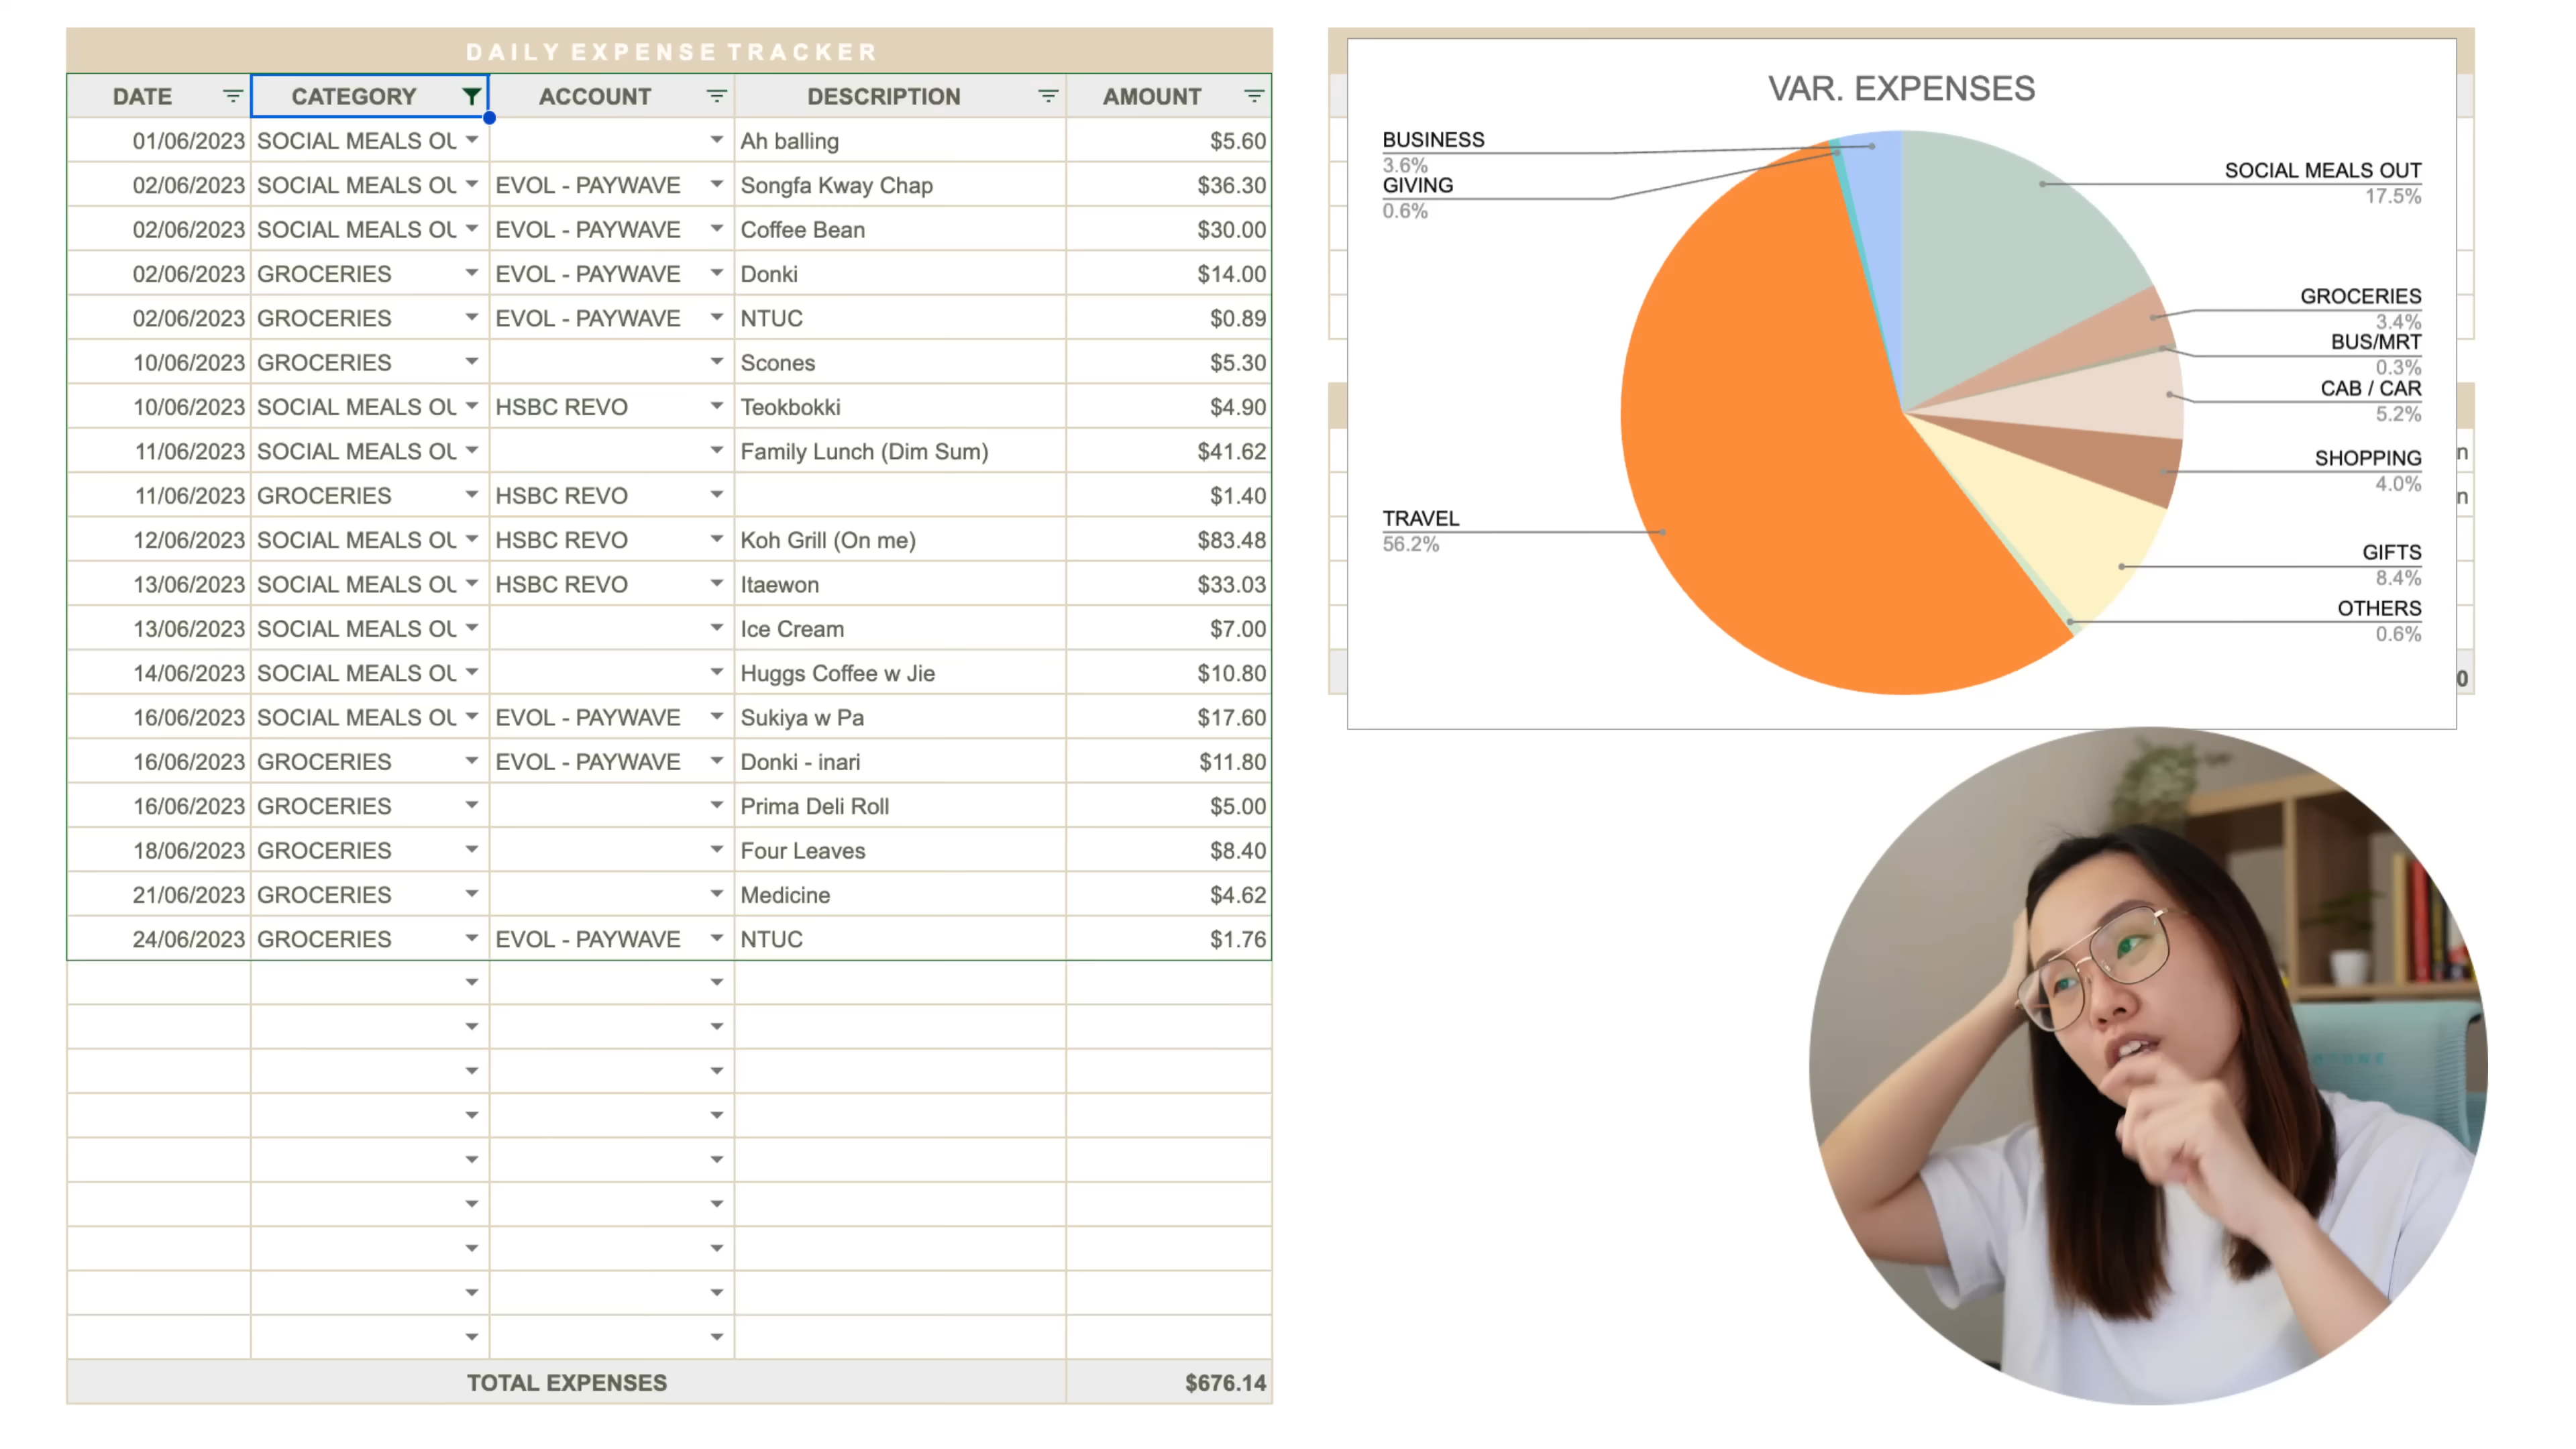 DAILY EXPENSE TRACKER
DATE CATEGORY ACCOUNT DESCRIPTION AMOUNT
01/06/2023 SOCIAL MEALS OU Ah balling $5.60
02/06/2023 SOCIAL MEALS OU EVOL - PAYWAVE Songfa Kway Chap $36.30
02/06/2023 SOCIAL MEALS OU EVOL - PAYWAVE Coffee Bean $30.00
02/06/2023 GROCERIES EVOL - PAYWAVE Donki $14.00
02/06/2023 GROCERIES EVOL - PAYWAVE NTUC $0.89
10/06/2023 GROCERIES Scones $5.30
10/06/2023 SOCIAL MEALS OU HSBC REVO Teokbokki $4.90
11/06/2023 SOCIAL MEALS OU Family Lunch (Dim Sum) $41.62
11/06/2023 GROCERIES HSBC REVO $1.40
12/06/2023 SOCIAL MEALS OU HSBC REVO Koh Grill (On me) $83.48
13/06/2023 SOCIAL MEALS OU HSBC REVO Itaewon $33.03
13/06/2023 SOCIAL MEALS OU Ice Cream $7.00
14/06/2023 SOCIAL MEALS OU Huggs Coffee w Jie $10.80
16/06/2023 SOCIAL MEALS OU EVOL - PAYWAVE Sukiya w Pa $17.60
16/06/2023 GROCERIES EVOL - PAYWAVE Donki - inari $11.80
16/06/2023 GROCERIES Prima Deli Roll $5.00
18/06/2023 GROCERIES Four Leaves $8.40
21/06/2023 GROCERIES Medicine $4.62
24/06/2023 GROCERIES EVOL - PAYWAVE NTUC $1.76
TOTAL EXPENSES $676.14
VAR. EXPENSES
BUSINESS
3.6%
GIVING
0.6%
TRAVEL
56.2%
SOCIAL MEALS OUT
17.5%
GROCERIES
3.4%
BUS/MRT
0.3%
CAB / CAR
5.2%
SHOPPING
4.0%
GIFTS
8.4%
OTHERS
0.6%
n
n
0